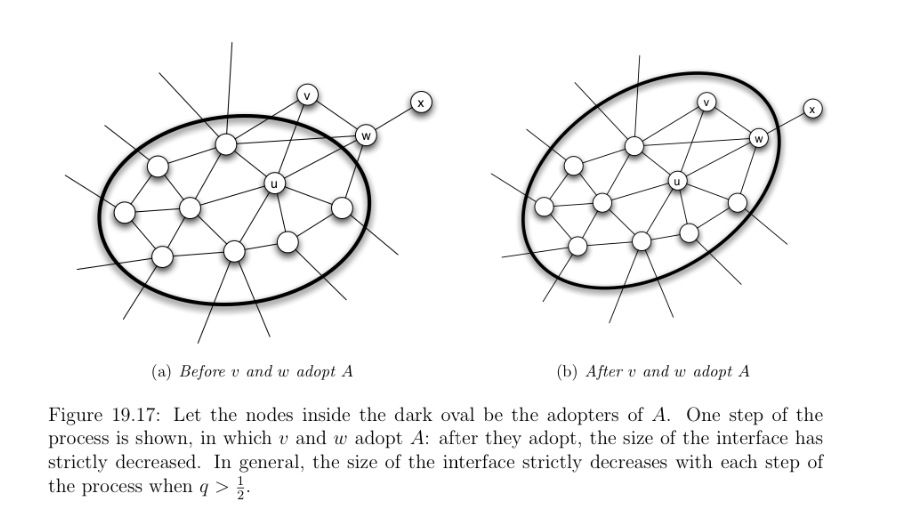 v
x
w
u
v
x
w
u
(a) Before v and w adopt A
(b) After v and w adopt A
Figure 19.17: Let the nodes inside the dark oval be the adopters of A. One step of the
process is shown, in which v and w adopt A: after they adopt, the size of the interface has
strictly decreased. In general, the size of the interface strictly decreases with each step of
the process when q > 1/2.